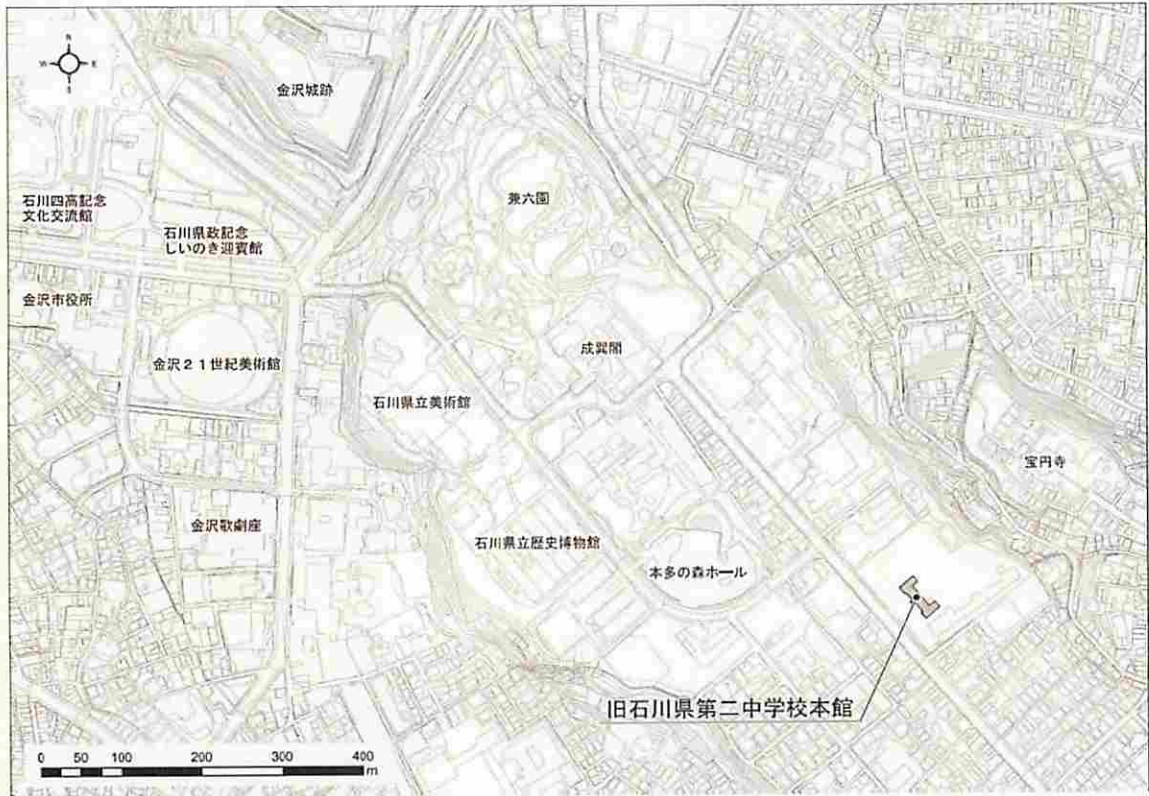 N
W
E
S
金沢城跡
石川四高記念
文化交流館
兼六園
石川県政記念
しいのき迎賓館
金沢市役所
成巽閣
金沢２１世紀美術館
石川県立美術館
宝円寺
金沢歌劇座
石川県立歴史博物館
本多の森ホール
旧石川県第二中学校本館
0 50 100 200 300 400
m